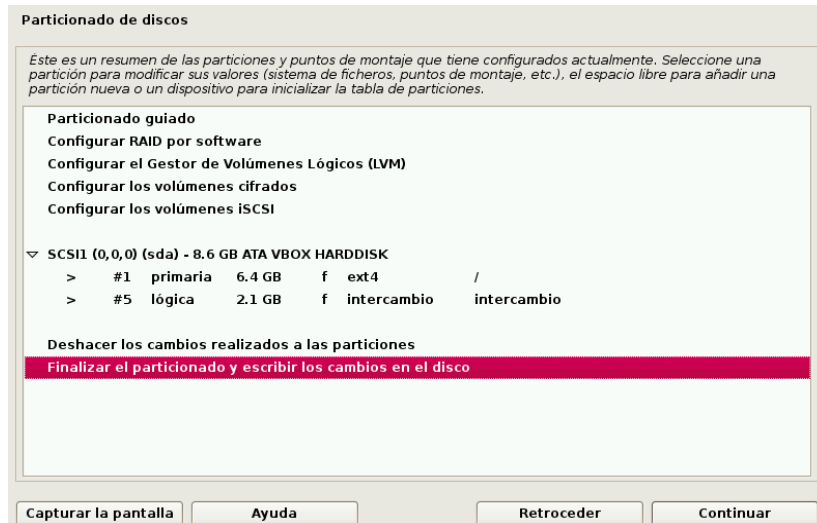 Particionado de discos
Éste es un resumen de las particiones y puntos de montaje que tiene configurados actualmente. Seleccione una
partición para modificar sus valores (sistema de ficheros, puntos de montaje, etc.), el espacio libre para añadir una
partición nueva o un dispositivo para inicializar la tabla de particiones.
Particionado guiado
Configurar RAID por software
Configurar el Gestor de Volúmenes Lógicos (LVM)
Configurar los volúmenes cifrados
Configurar los volúmenes iSCSI
SCSI1 (0,0,0) (sda) - 8.6 GB ATA VBOX HARDDISK
> #1 primaria 6.4 GB f ext4 /
> #5 lógica 2.1 GB f intercambio intercambio
Deshacer los cambios realizados a las particiones
Finalizar el particionado y escribir los cambios en el disco
Capturar la pantalla Ayuda Retroceder Continuar